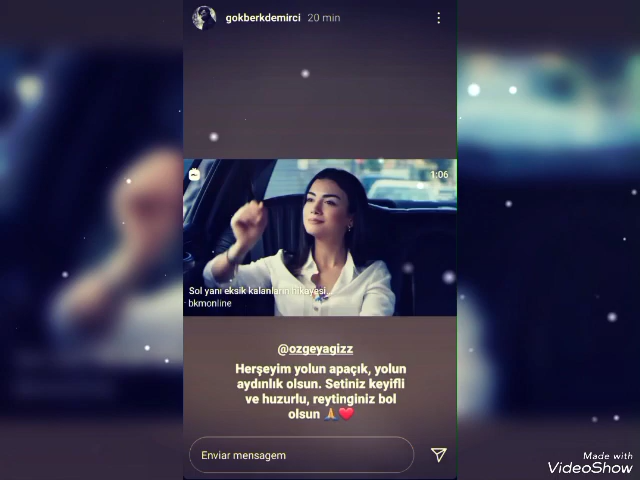 gokberkdemirci 20 min
1:06
Sol yanı eksik kalanların hikayesi..
bkmonline
@ozgeyagizz
Herşeyim yolun apaçık, yolun
aydınlık olsun. Setiniz keyifli
ve huzurlu, reytinginiz bol
olsun 🙏❤️
Enviar mensagem
Made with
VideoShow